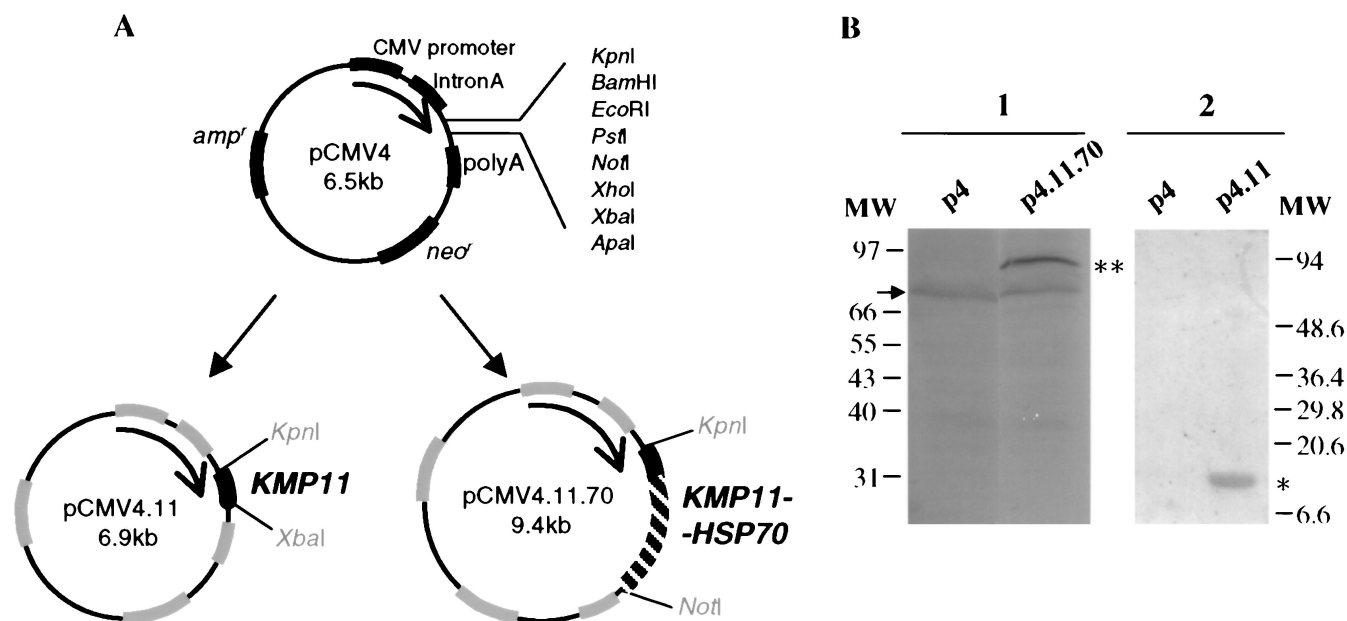 A
CMV promoter
IntronA
KpnI
BamHI
EcoRI
PstI
NotI
XhoI
XbaI
ApaI
amp^r
pCMV4
6.5kb
polyA
neo^r
KpnI
KMP11
pCMV4.11
6.9kb
XbaI
KpnI
pCMV4.11.70
9.4kb
KMP11-
-HSP70
NotI
B
1
2
MW
p4
p4.11.70
p4
p4.11
MW
97
66
55
43
40
31
**
94
48.6
36.4
29.8
20.6
*
6.6